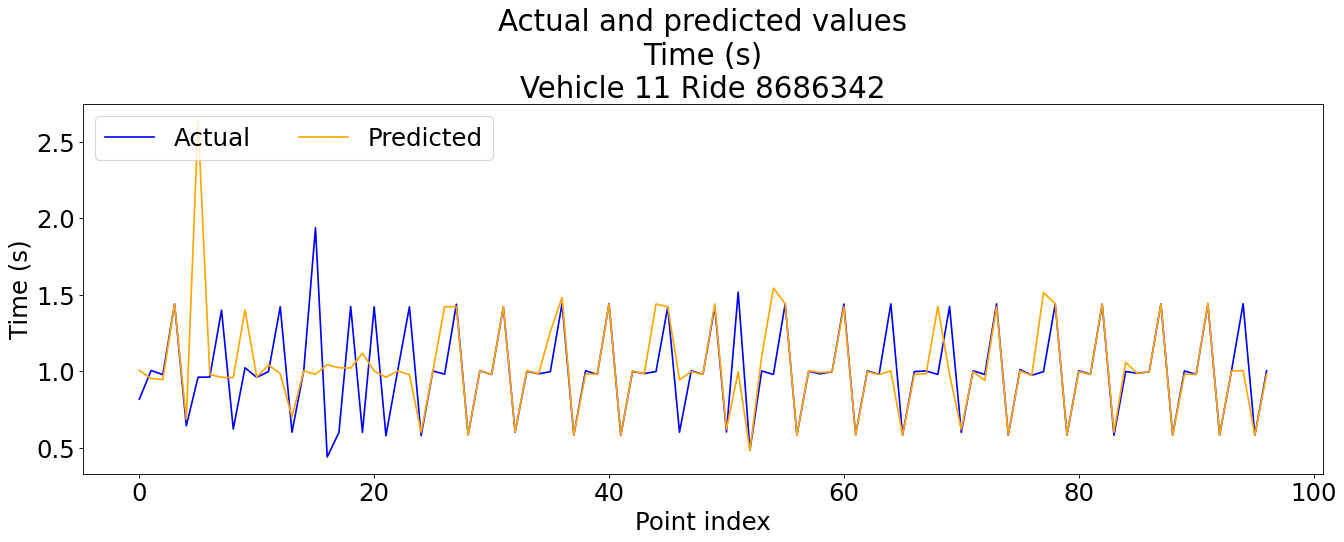 Actual and predicted values
Time (s)
Vehicle 11 Ride 8686342
Actual
Predicted
Time (s)
2.5
2.0
1.5
1.0
0.5
0
20
40
60
80
100
Point index